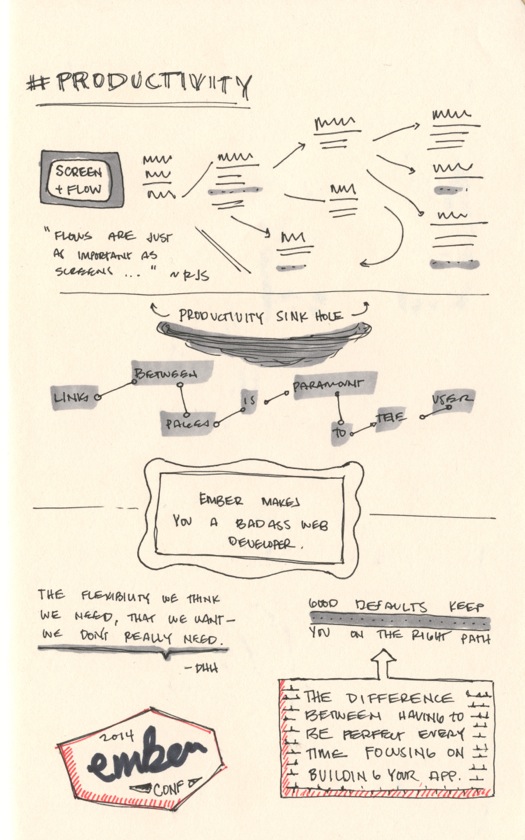 #PRODUCTIVITY
SCREEN
+ FLOW
"FLOWS ARE JUST
AS IMPORTANT AS
SCREENS ..." ~RJS
PRODUCTIVITY SINK HOLE
LINKS BETWEEN PAGES IS PARAMOUNT TO THE USER
EMBER MAKES
YOU A BADASS WEB
DEVELOPER.
THE FLEXIBILITY WE THINK
WE NEED, THAT WE WANT—
WE DON'T REALLY NEED.
-DHH
GOOD DEFAULTS KEEP
YOU ON THE RIGHT PATH
THE DIFFERENCE
BETWEEN HAVING TO
BE PERFECT EVERY
TIME FOCUSING ON
BUILDING YOUR APP.
2014
ember
CONF